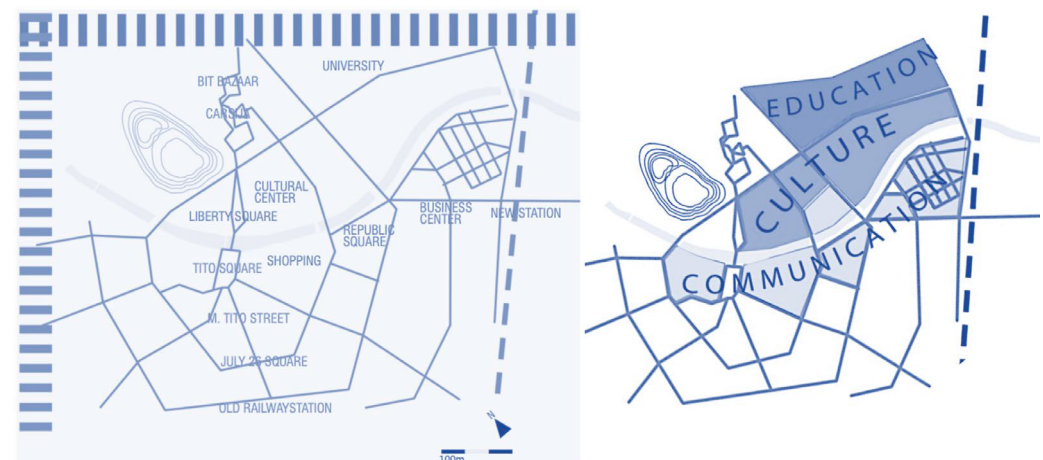 UNIVERSITY
BIT BAZAAR
CARSIJA
CULTURAL
CENTER
LIBERTY SQUARE
BUSINESS
CENTER
NEW STATION
REPUBLIC
SQUARE
SHOPPING
TITO SQUARE
M. TITO STREET
JULY 26 SQUARE
OLD RAILWAYSTATION
N
100m
EDUCATION
CULTURE
COMMUNICATION